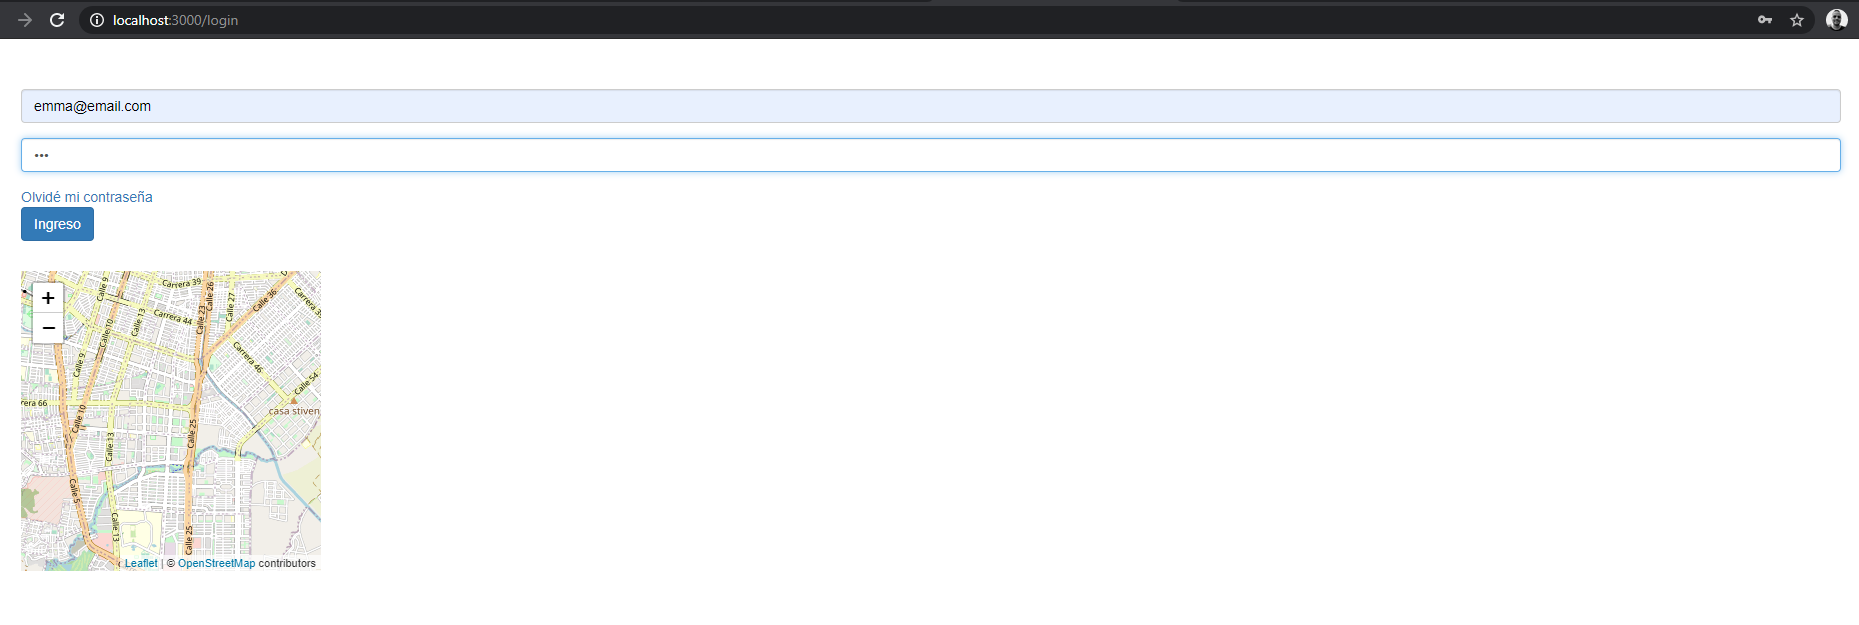 localhost:3000/login
emma@email.com
•••
Olvidé mi contraseña
Ingreso
+
−
Carrera 39
Calle 9
Calle 26
Calle 27
Calle 36
Calle 13
Carrera 44
Calle 23
Calle 10
Calle 9
Carrera 46
Calle 54
rera 66
casa stiven
Calle 10
Calle 25
Calle 13
Calle 5
Calle 13
Calle 25
Leaflet | © OpenStreetMap contributors